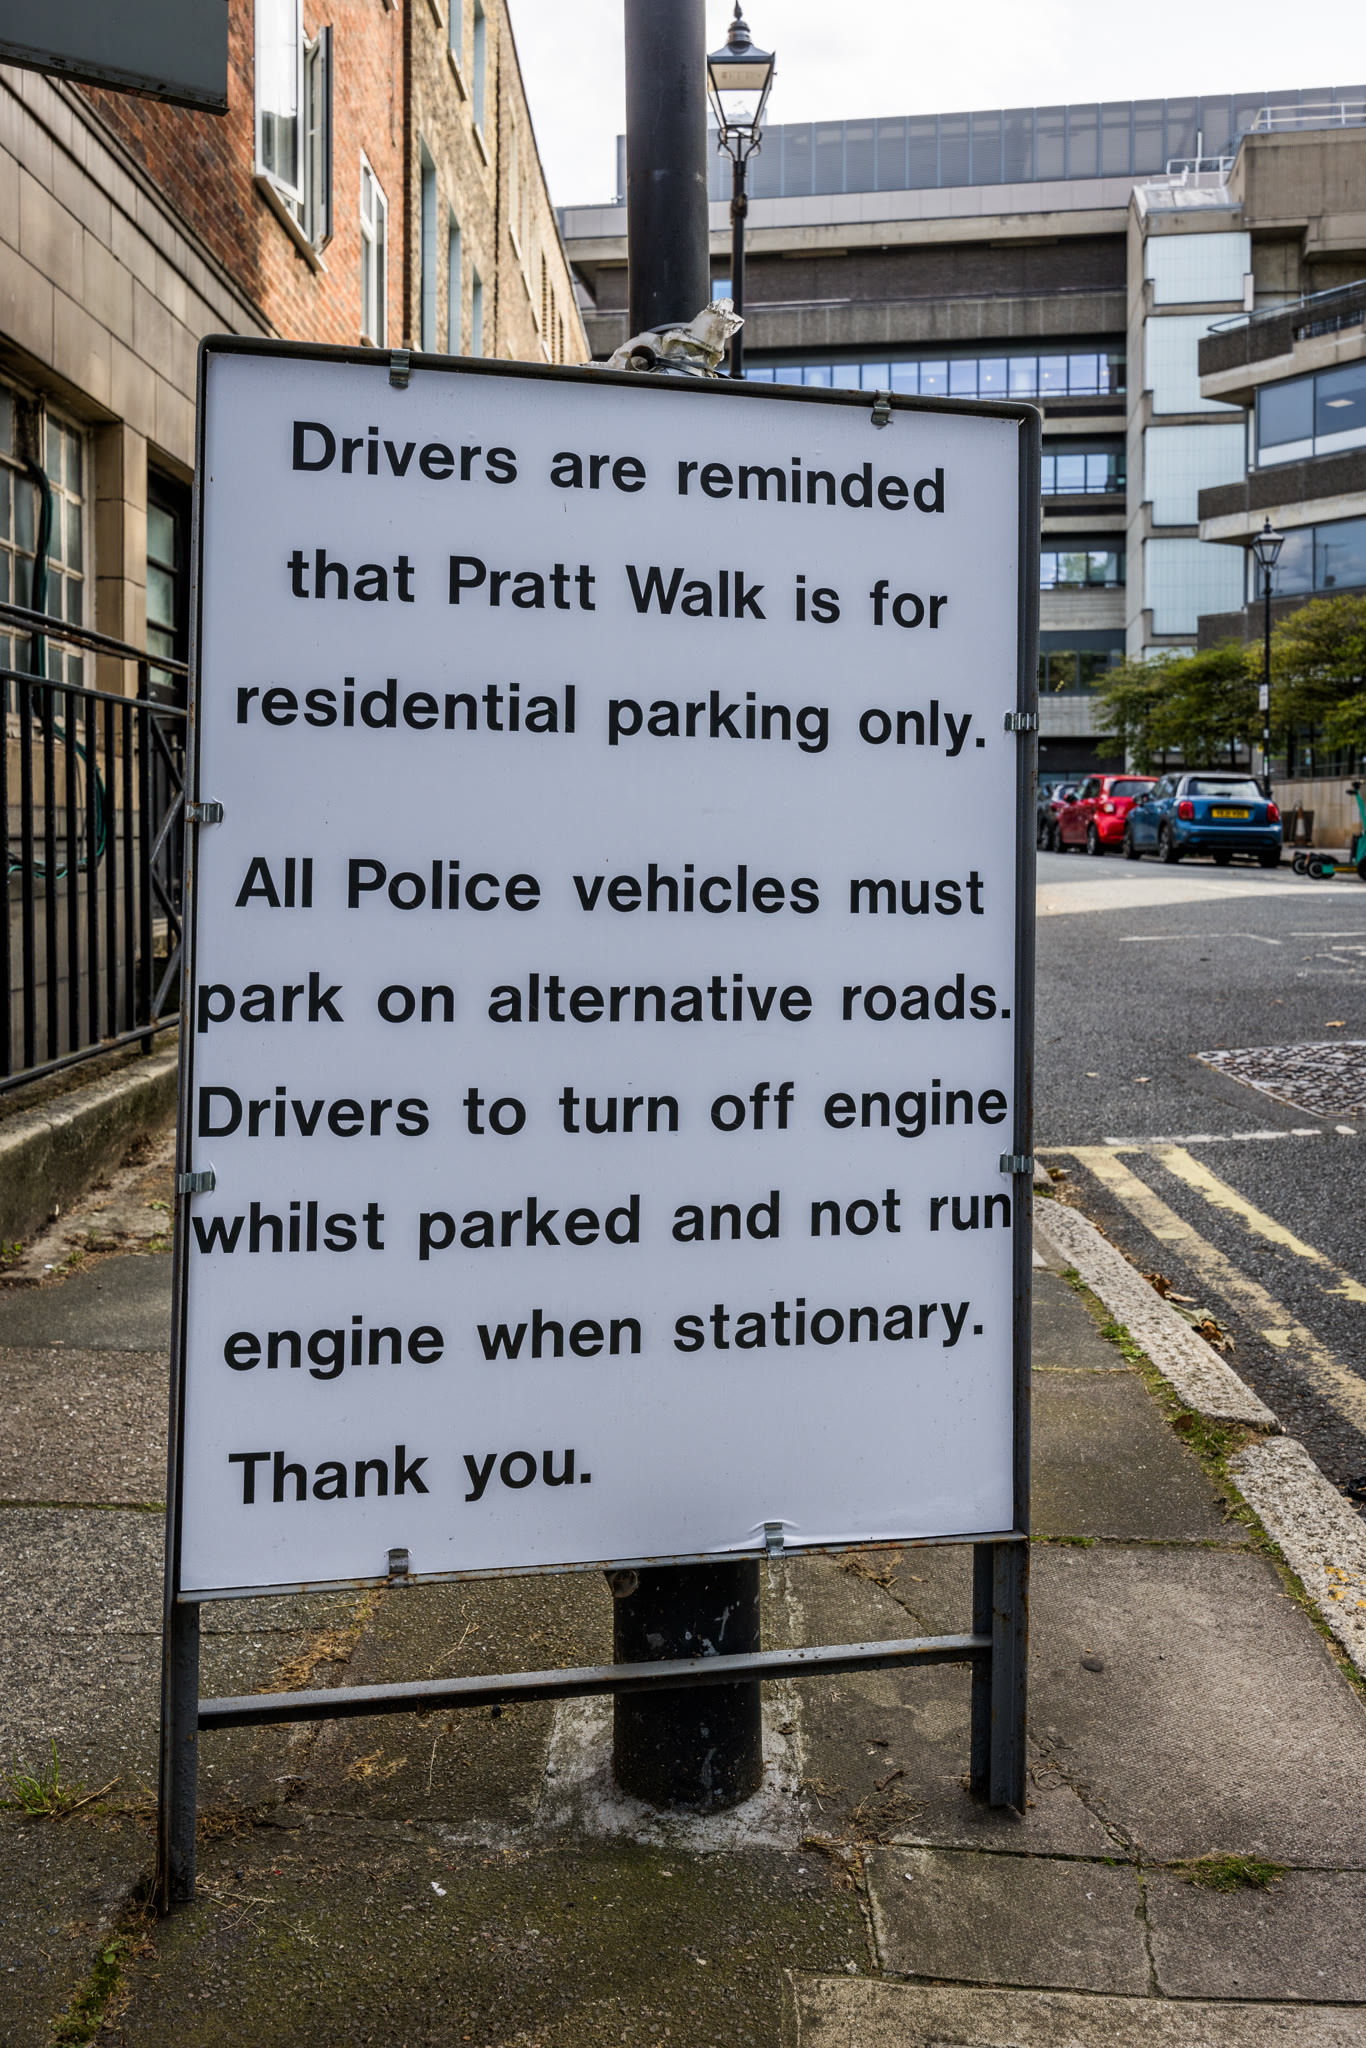 Drivers are reminded
that Pratt Walk is for
residential parking only.
All Police vehicles must
park on alternative roads.
Drivers to turn off engine
whilst parked and not run
engine when stationary.
Thank you.